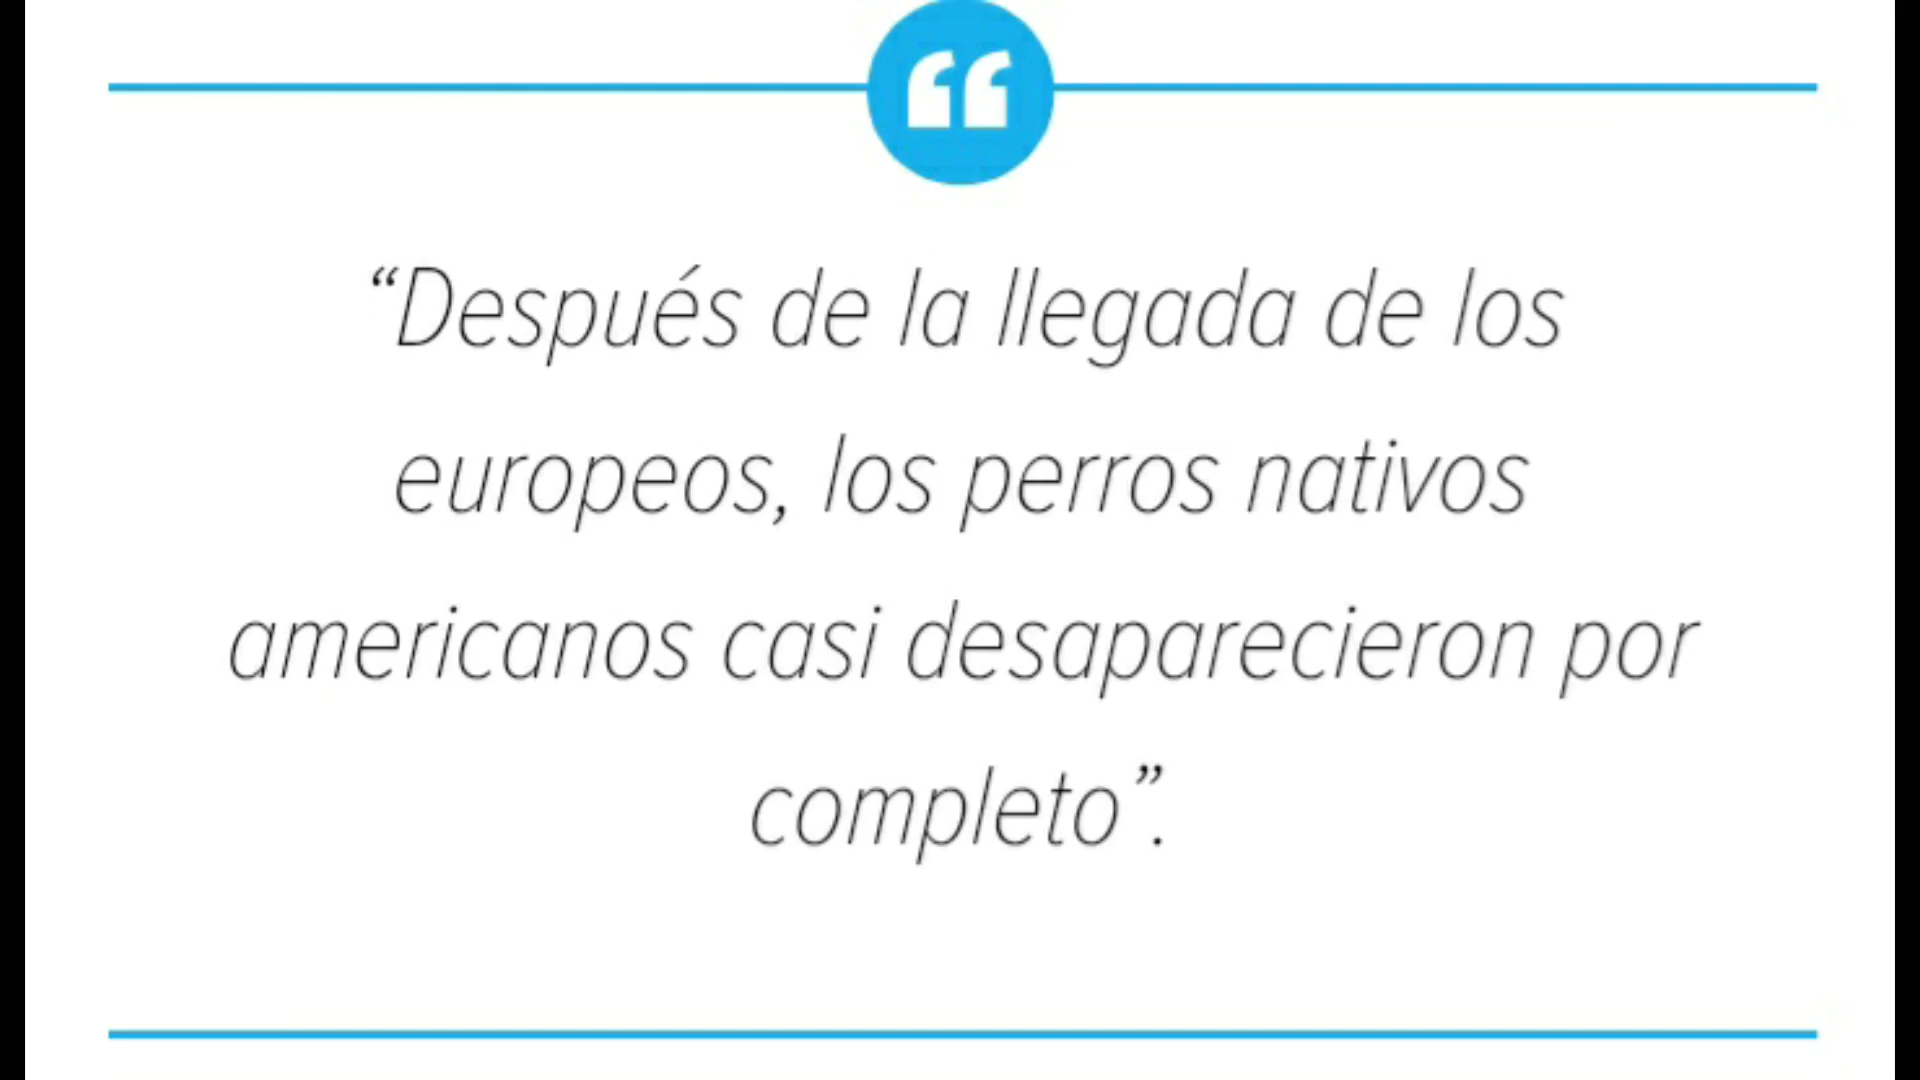 “Después de la llegada de los
europeos, los perros nativos
americanos casi desaparecieron por
completo”.